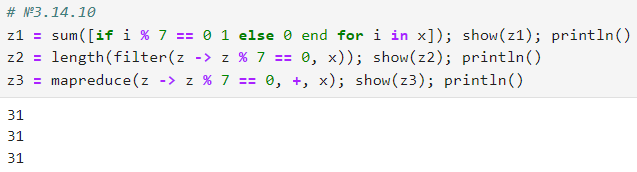 # №3.14.10
z1 = sum([if i % 7 == 0 1 else 0 end for i in x]); show(z1); println()
z2 = length(filter(z -> z % 7 == 0, x)); show(z2); println()
z3 = mapreduce(z -> z % 7 == 0, +, x); show(z3); println()
31
31
31